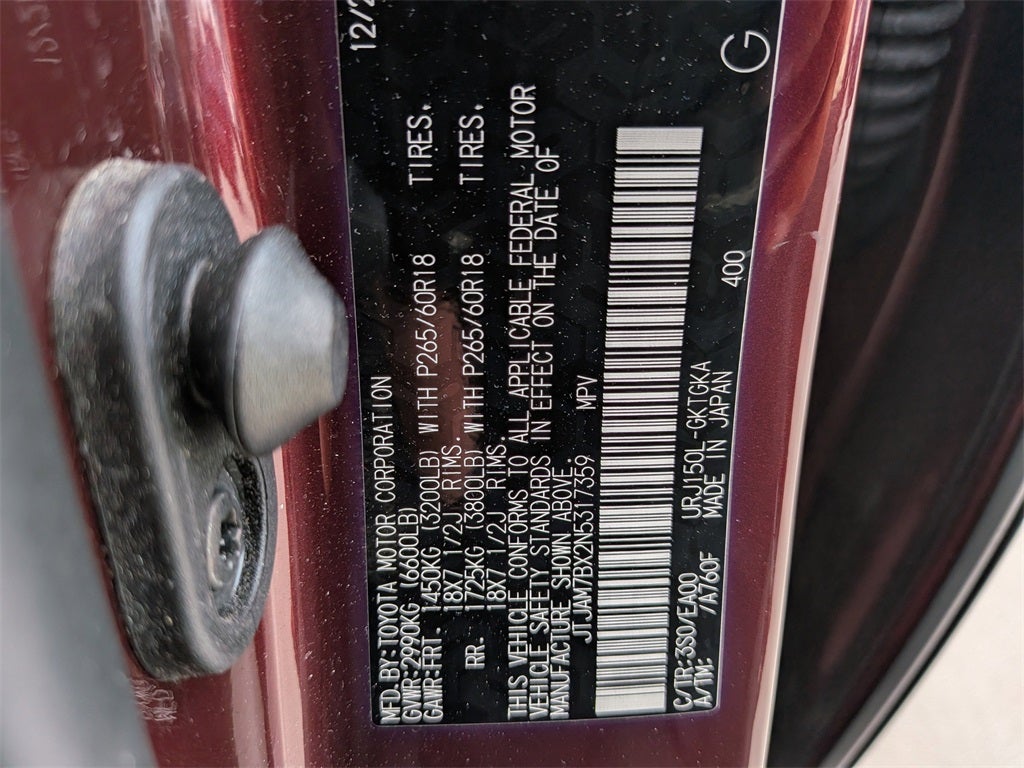 MFD.BY:TOYOTA MOTOR CORPORATION 12/2
GVWR:2990KG (6600LB)
GAWR:FRT. 1450KG (3200LB) WITH P265/60R18 TIRES.
18X7 1/2J RIMS.
RR. 1725KG (3800LB) WITH P265/60R18 TIRES.
18X7 1/2J RIMS.
THIS VEHICLE CONFORMS TO ALL APPLICABLE FEDERAL MOTOR
VEHICLE SAFETY STANDARDS IN EFFECT ON THE DATE OF
MANUFACTURE SHOWN ABOVE.
JTJAM7BX2N5317359 MPV
C/TR:3S0/EA00 URJ150L-GKTGKA 400
A/TM: /A760F MADE IN JAPAN
G